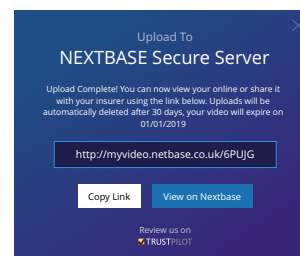 Upload To
NEXTBASE Secure Server
Upload Complete! You can now view your online or share it
with your insurer using the link below. Uploads will be
automatically deleted after 30 days, your video will expire on
01/01/2019
http://myvideo.netbase.co.uk/6PUJG
Copy Link
View on Nextbase
Review us on
TRUSTPILOT